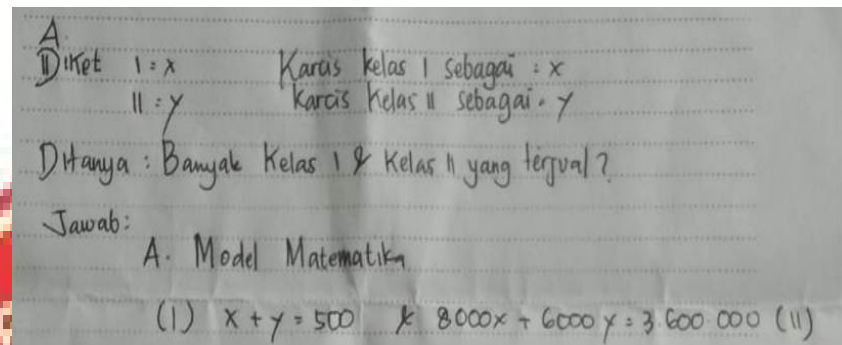 A.
Diket I = x Karcis kelas I sebagai : x
II = y Karcis Kelas II sebagai = y
Ditanya : Banyak Kelas I & Kelas II yang terjual ?
Jawab :
A. Model Matematika
(I) x + y = 500 & 8000x + 6000y = 3.600.000 (II)